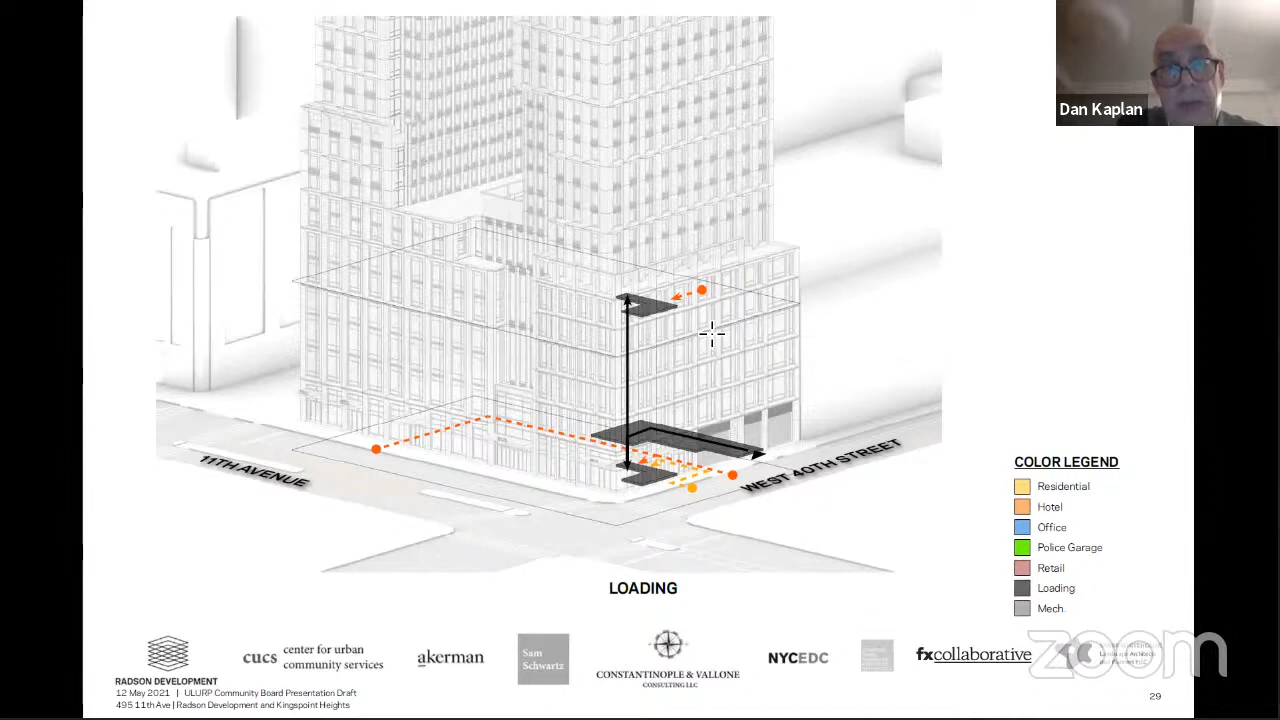 Dan Kaplan
11TH AVENUE
WEST 40TH STREET
LOADING
COLOR LEGEND
Residential
Hotel
Office
Police Garage
Retail
Loading
Mech.
RADSON DEVELOPMENT
cucs center for urban
community services
akerman
Sam
Schwartz
CONSTANTINOPLE & VALLONE
CONSULTING LLC
NYCEDC
fxcollaborative
zoom
12 May 2021 | ULURP Community Board Presentation Draft
495 11th Ave | Radson Development and Kingspoint Heights
29